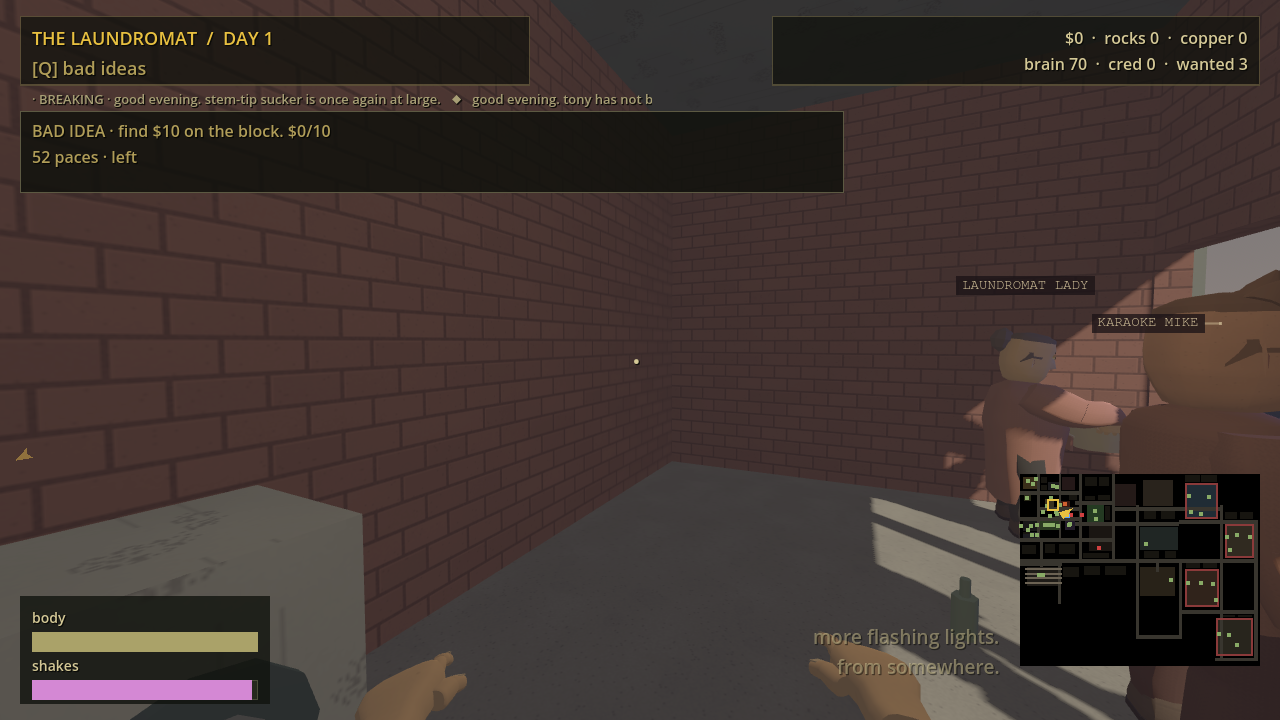 THE LAUNDROMAT / DAY 1
[Q] bad ideas
$0 · rocks 0 · copper 0
brain 70 · cred 0 · wanted 3
· BREAKING · good evening. stem-tip sucker is once again at large. ◆ good evening. tony has not b
BAD IDEA · find $10 on the block. $0/10
52 paces · left
LAUNDROMAT LADY
KARAOKE MIKE
body
shakes
more flashing lights.
from somewhere.